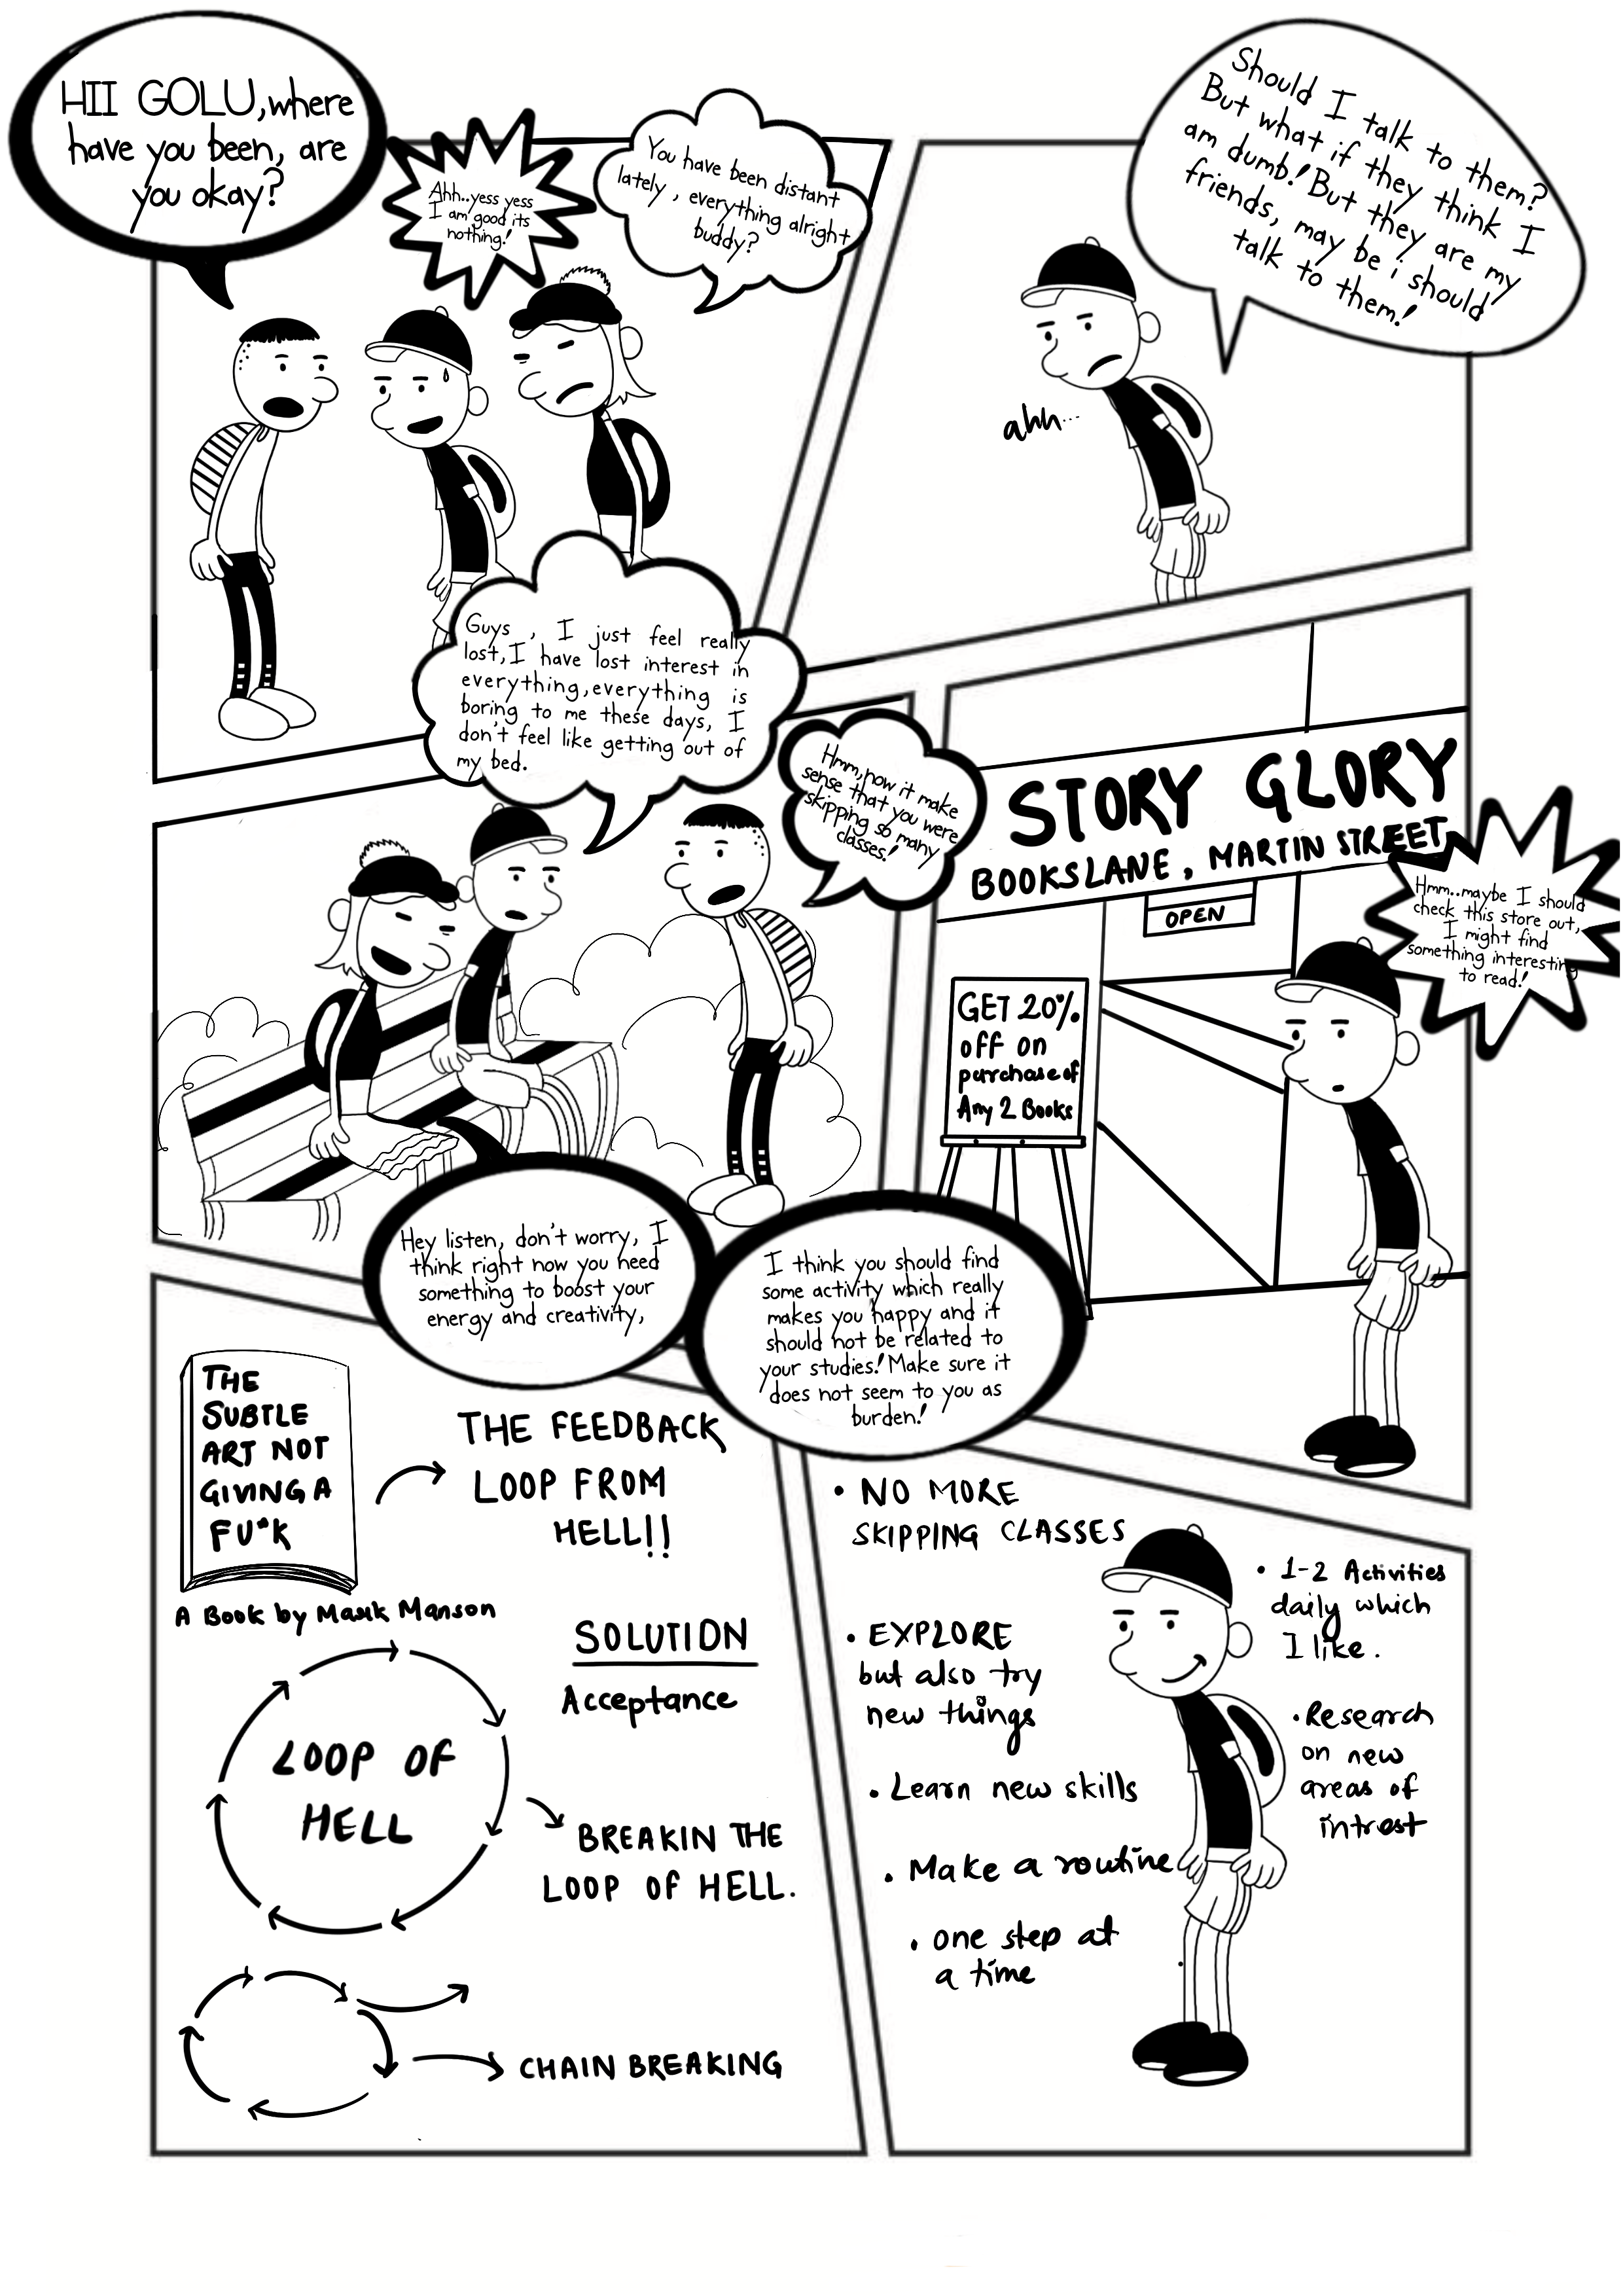 HII GOLU,where
have you been, are
you okay?
Ahh..yess yess
I am good its
nothing!
You have been distant
lately , everything alright
buddy?
Should I talk to them?
But what if they think I
am dumb! But they are my
friends, may be i should
talk to them!
ahh...
Guys , I just feel really
lost,I have lost interest in
everything,everything is
boring to me these days, I
don't feel like getting out of
my bed.
Hmm,now it make
sense that you were
skipping so many
classes!
Hey listen, don't worry, I
think right now you need
something to boost your
energy and creativity,
I think you should find
some activity which really
makes you happy and it
should not be related to
your studies! Make sure it
does not seem to you as
burden!
STORY GLORY
BOOKSLANE, MARTIN STREET
OPEN
GET 20%
off on
purchase of
Any 2 Books
Hmm..maybe I should
check this store out,
I might find
something interesting
to read!
THE
SUBTLE
ART NOT
GIVING A
FU*K
A Book by Mark Manson
THE FEEDBACK
LOOP FROM
HELL!!
SOLUTION
Acceptance
LOOP OF
HELL
BREAKIN THE
LOOP OF HELL.
CHAIN BREAKING
• NO MORE
SKIPPING CLASSES
• EXPLORE
but also try
new things
• Learn new skills
• Make a routine
• one step at
a time
• 1-2 Activities
daily which
I like.
• Research
on new
areas of
intrest